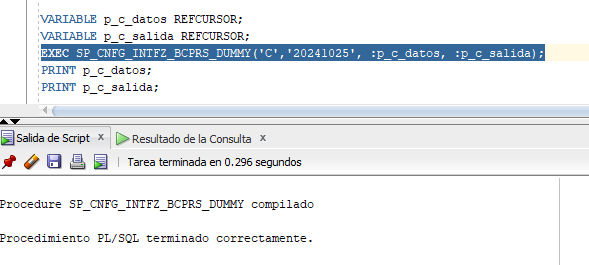 VARIABLE p_c_datos REFCURSOR;
VARIABLE p_c_salida REFCURSOR;
EXEC SP_CNFG_INTFZ_BCPRS_DUMMY('C','20241025', :p_c_datos, :p_c_salida);
PRINT p_c_datos;
PRINT p_c_salida;
Salida de Script x Resultado de la Consulta x
Tarea terminada en 0.296 segundos
Procedure SP_CNFG_INTFZ_BCPRS_DUMMY compilado
Procedimiento PL/SQL terminado correctamente.